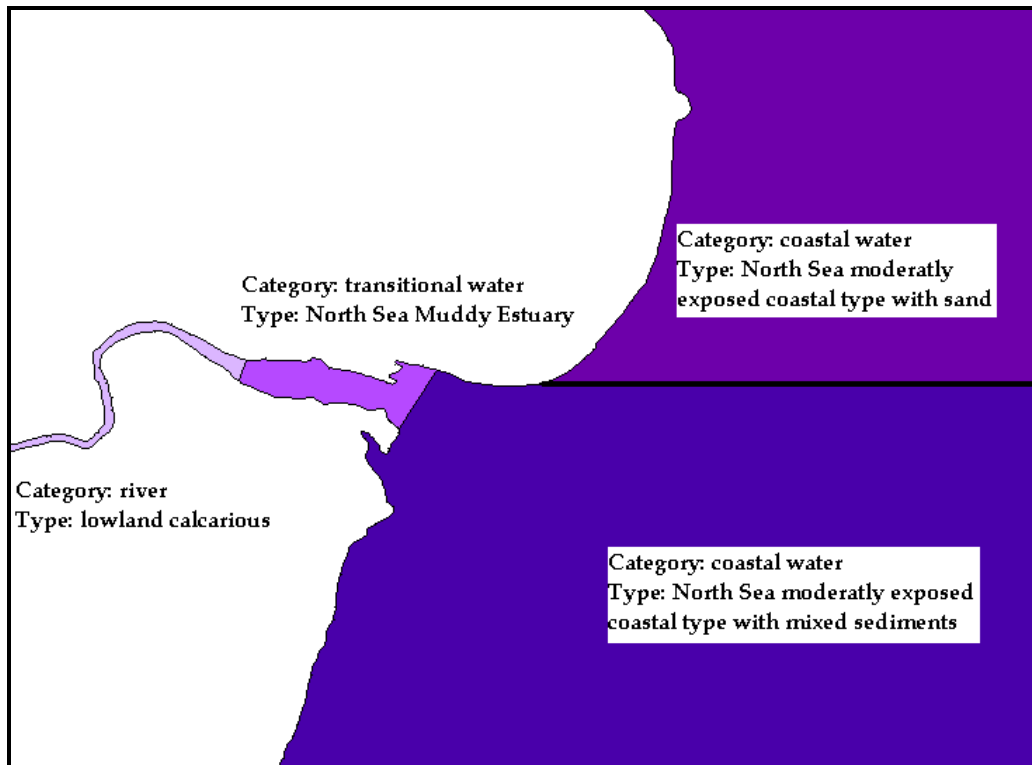 Category: coastal water
Type: North Sea moderatly
exposed coastal type with sand
Category: transitional water
Type: North Sea Muddy Estuary
Category: river
Type: lowland calcarious
Category: coastal water
Type: North Sea moderatly exposed
coastal type with mixed sediments